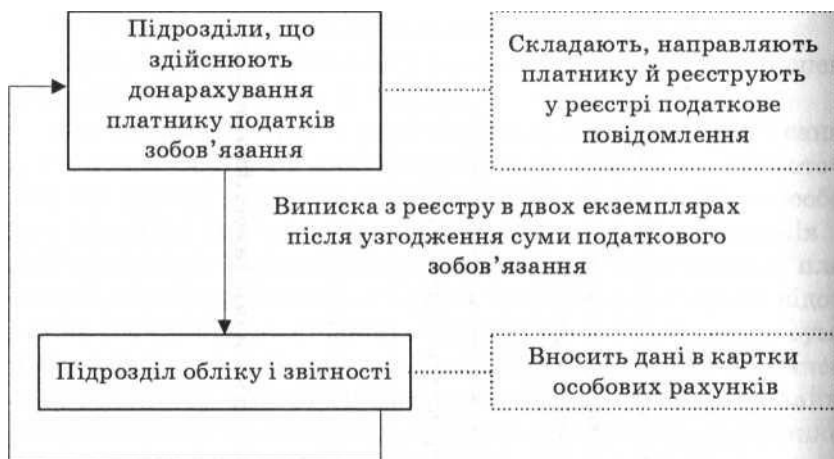 Підрозділи, що
здійснюють
донарахування
платнику податків
зобов'язання
Складають, направляють
платнику й реєструють
у реєстрі податкове
повідомлення
Виписка з реєстру в двох екземплярах
після узгодження суми податкового
зобов'язання
Підрозділ обліку і звітності
Вносить дані в картки
особових рахунків